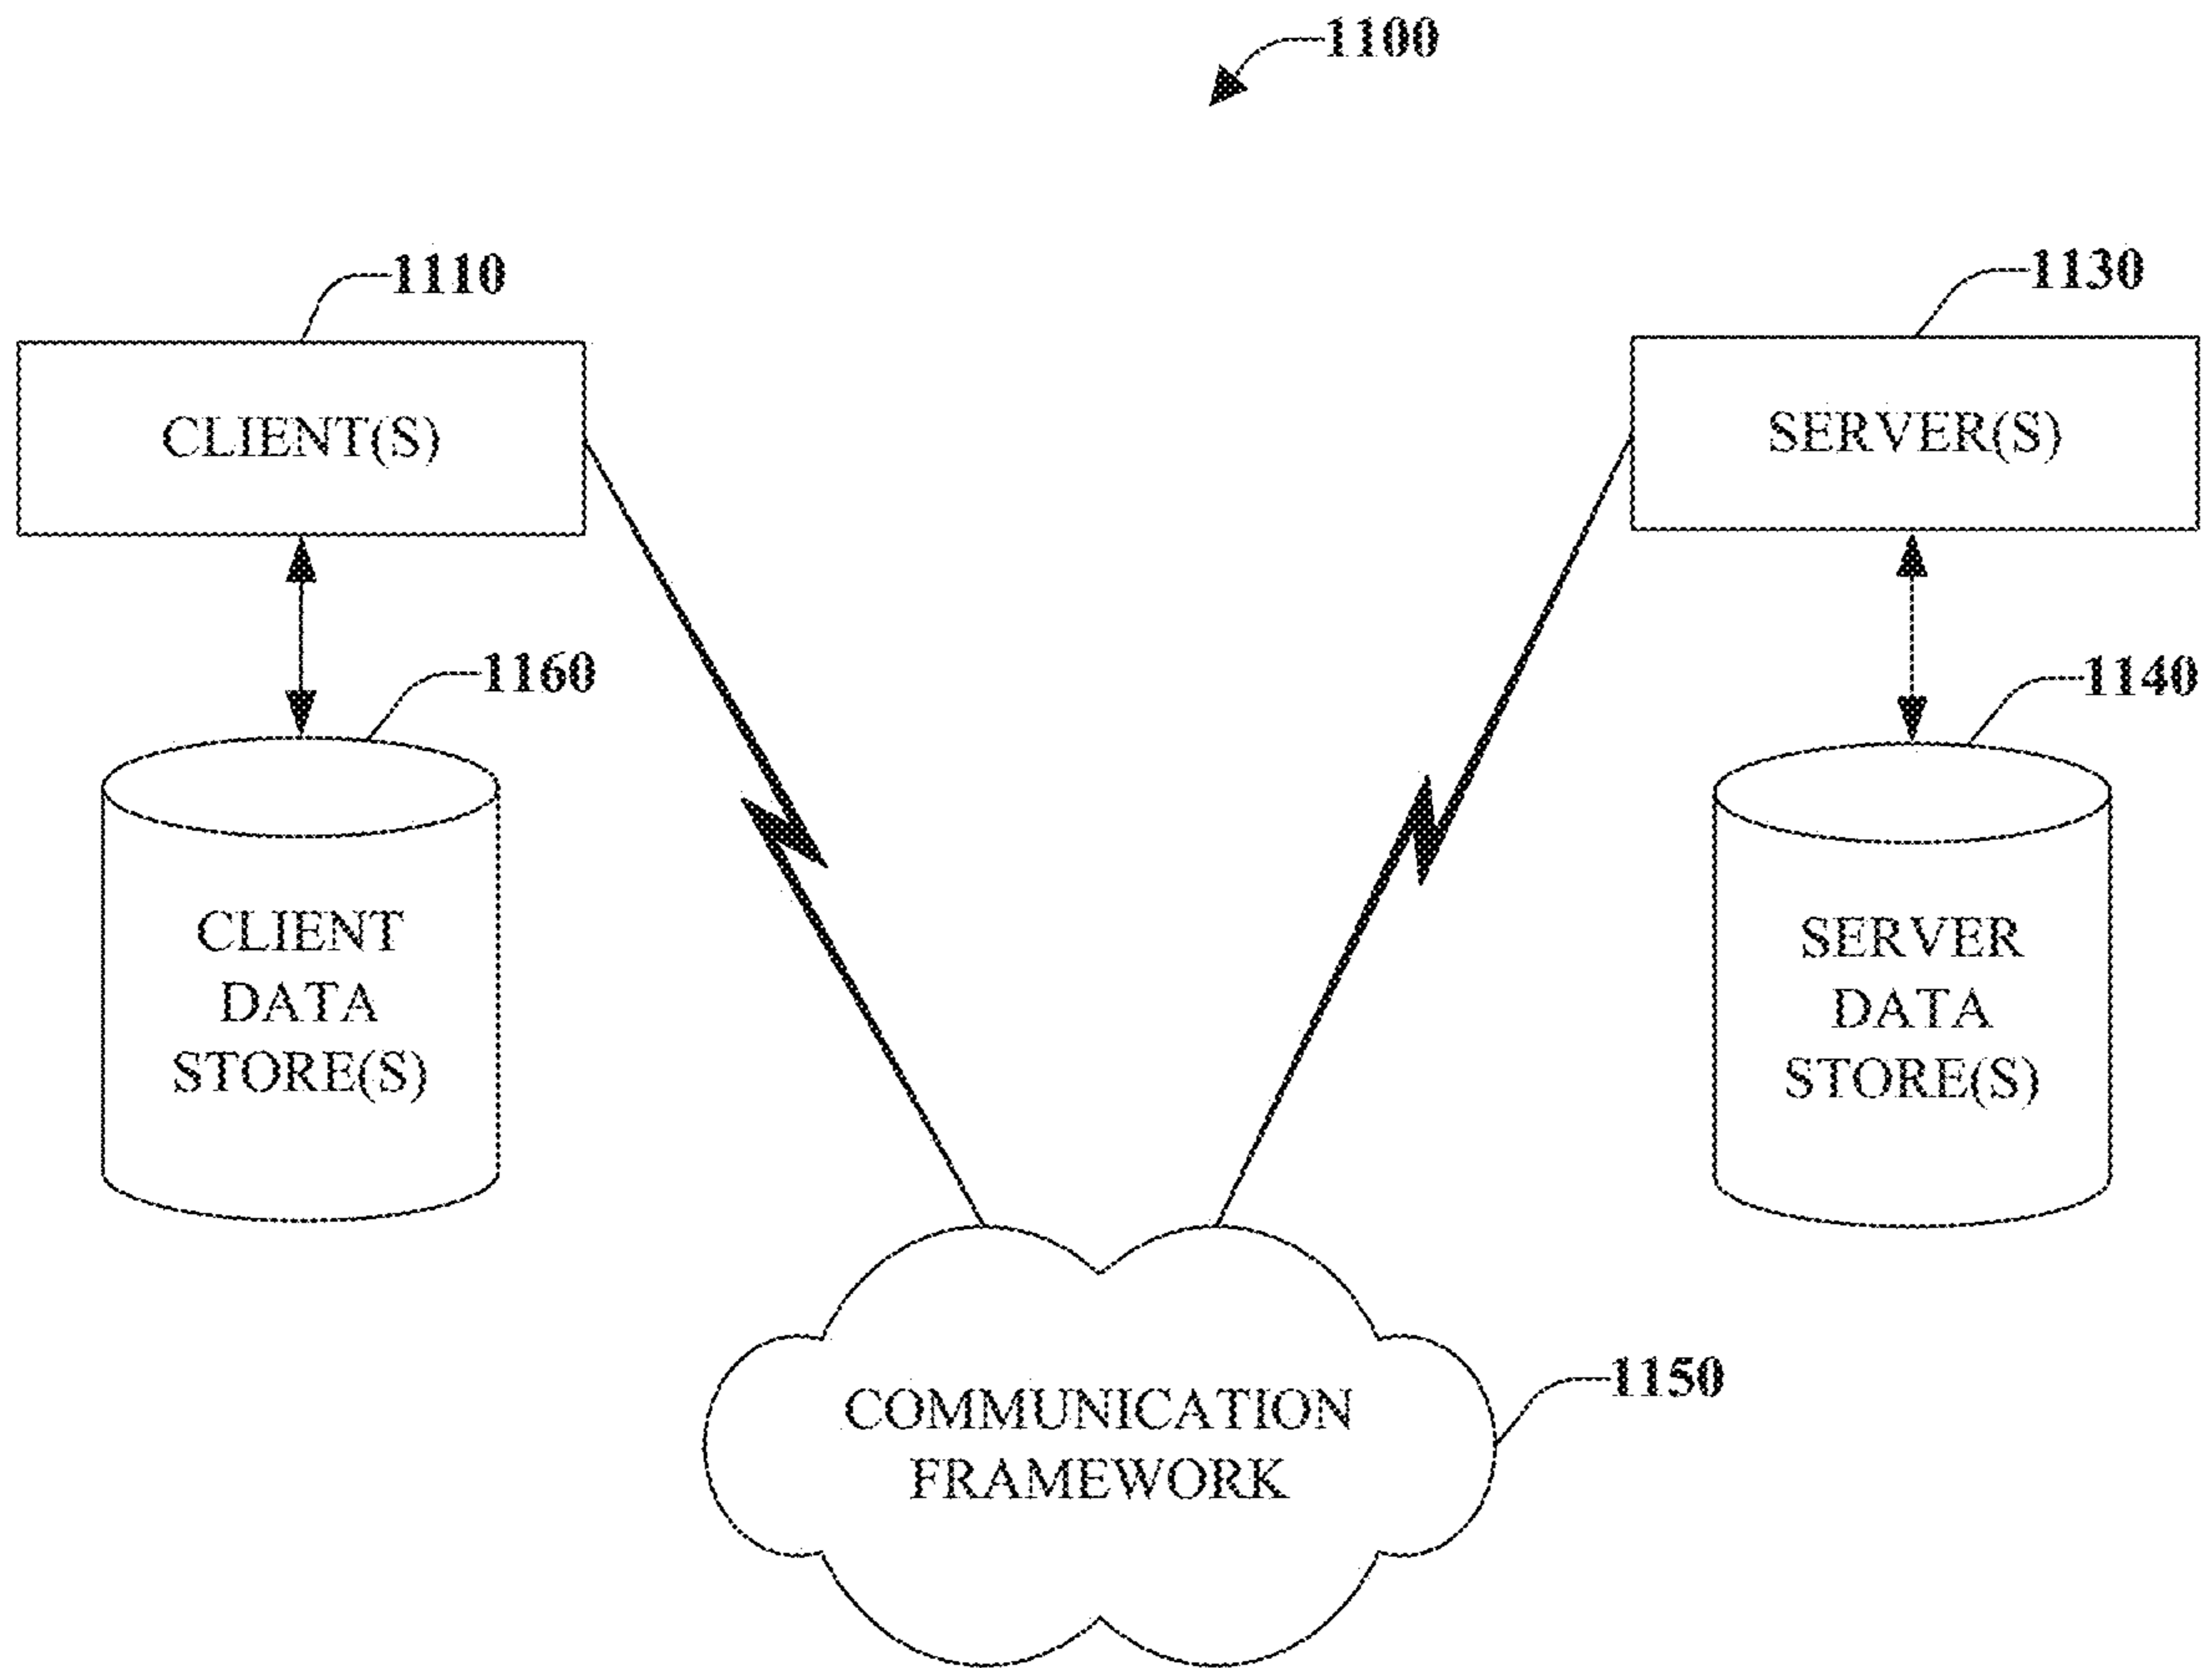 1100
1110
1130
CLIENT(S)
SERVER(S)
1160
1140
CLIENT
DATA
STORE(S)
SERVER
DATA
STORE(S)
1150
COMMUNICATION
FRAMEWORK